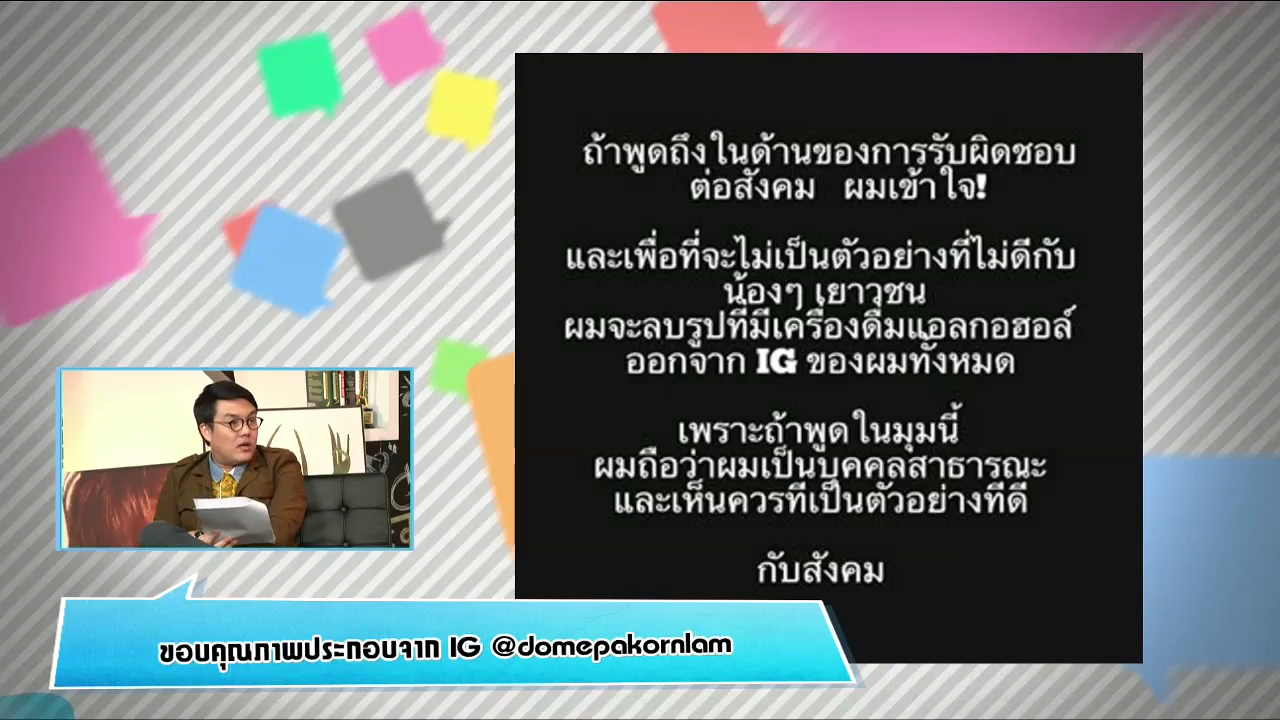 ถ้าพูดถึงในด้านของการรับผิดชอบ
ต่อสังคม ผมเข้าใจ!
และเพื่อที่จะไม่เป็นตัวอย่างที่ไม่ดีกับ
น้องๆ เยาวชน
ผมจะลบรูปที่มีเครื่องดื่มแอลกอฮอล์
ออกจาก IG ของผมทั้งหมด
เพราะถ้าพูดในมุมนี้
ผมถือว่าผมเป็นบุคคลสาธารณะ
และเห็นควรที่เป็นตัวอย่างที่ดี
กับสังคม
ขอบคุณภาพประกอบจาก IG @domepakornlam